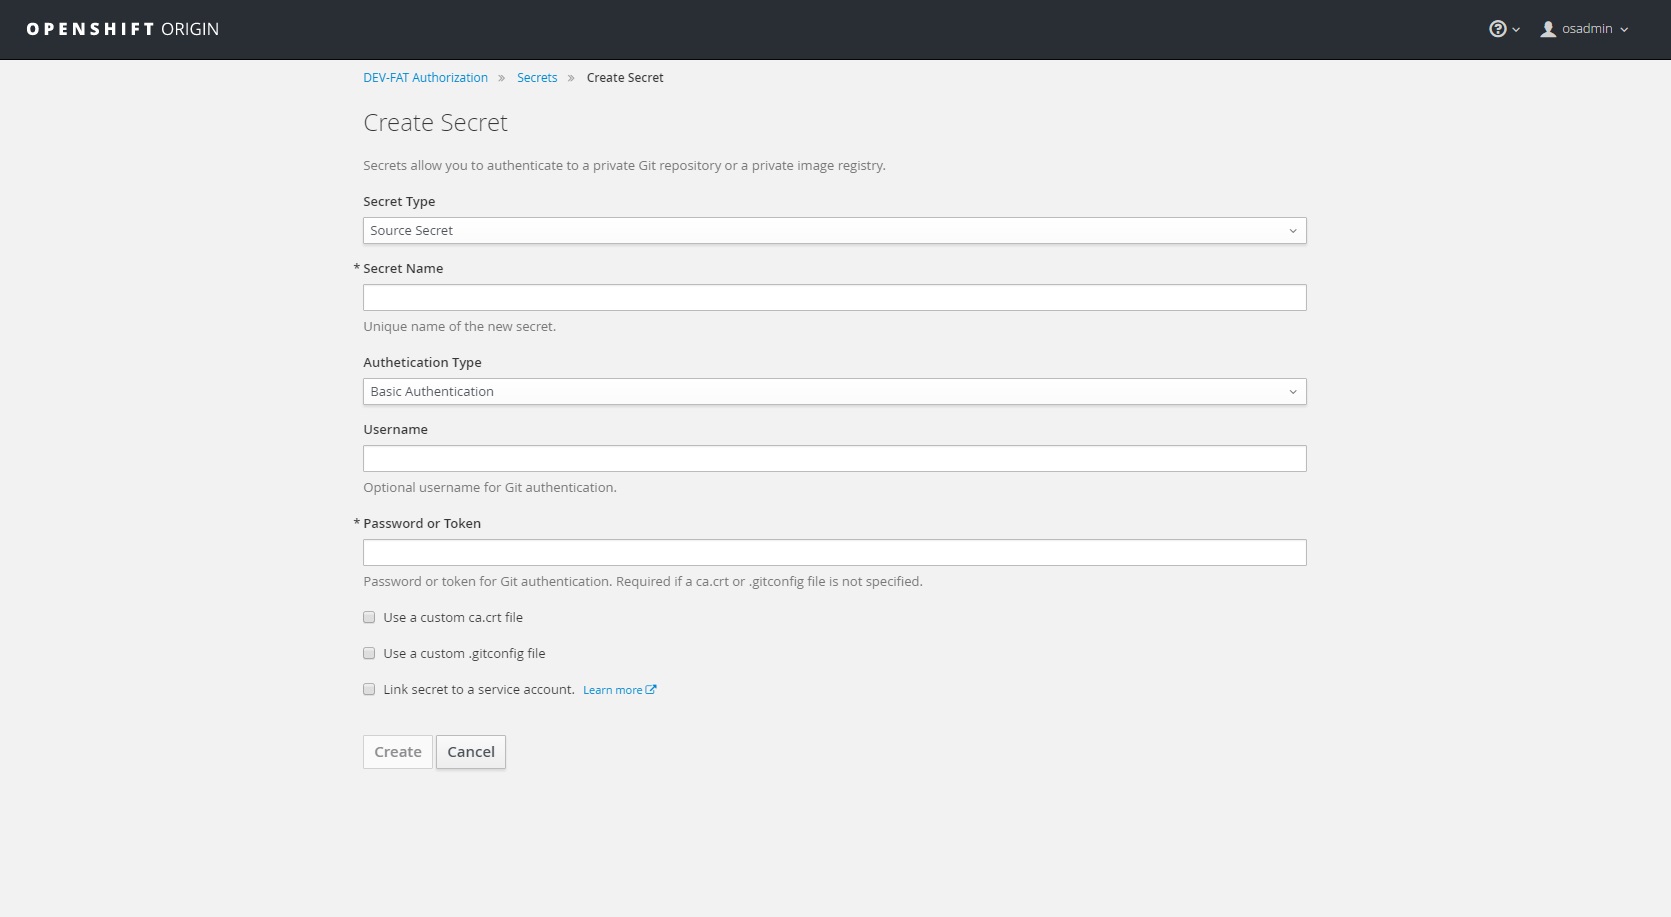 OPENSHIFT ORIGIN
osadmin
DEV-FAT Authorization » Secrets » Create Secret
Create Secret
Secrets allow you to authenticate to a private Git repository or a private image registry.
Secret Type
Source Secret
* Secret Name
Unique name of the new secret.
Authetication Type
Basic Authentication
Username
Optional username for Git authentication.
* Password or Token
Password or token for Git authentication. Required if a ca.crt or .gitconfig file is not specified.
Use a custom ca.crt file
Use a custom .gitconfig file
Link secret to a service account. Learn more
Create Cancel